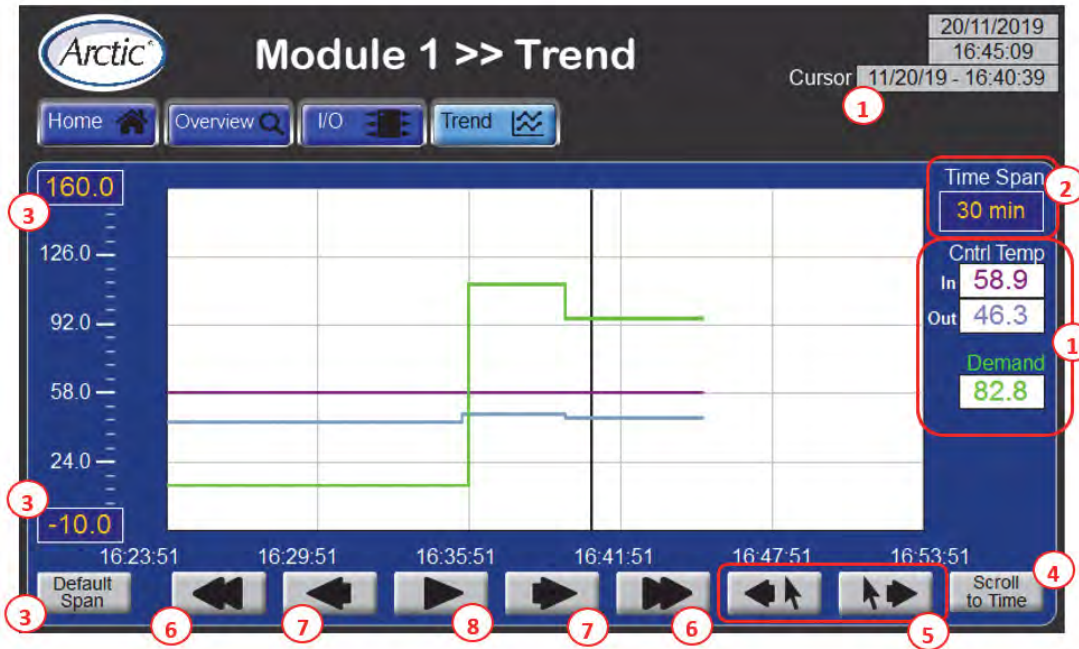 Arctic
Module 1 >> Trend
20/11/2019
16:45:09
Cursor 11/20/19 - 16:40:39
1
Home
Overview
I/O
Trend
160.0
3
126.0
92.0
58.0
24.0
3
-10.0
Time Span
2
30 min
Cntrl Temp
In 58.9
Out 46.3
1
Demand
82.8
16:23:51 16:29:51 16:35:51 16:41:51 16:47:51 16:53:51
Default
Span
3
6
7
8
7
6
5
Scroll
to Time
4